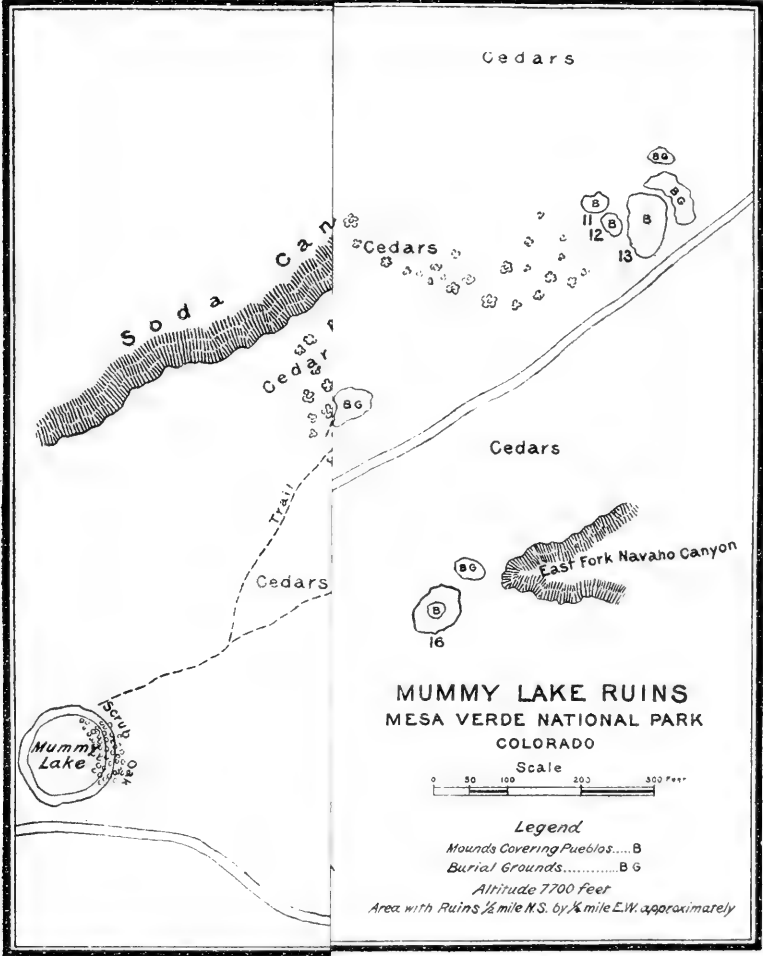 Cedars
BG
B
BG
11
B
12
B
13
Cedars
Soda Can
Cedar
BG
Cedars
Trail
East Fork Navaho Canyon
BG
Cedars
B
16
Scrub
Oak
Mummy
Lake
MUMMY LAKE RUINS
MESA VERDE NATIONAL PARK
COLORADO
Scale
0 50 100 200 300 Feet
Legend
Mounds Covering Pueblos.....B
Burial Grounds............BG
Altitude 7700 feet
Area with Ruins ½ mile N.S. by ¼ mile E.W. approximately